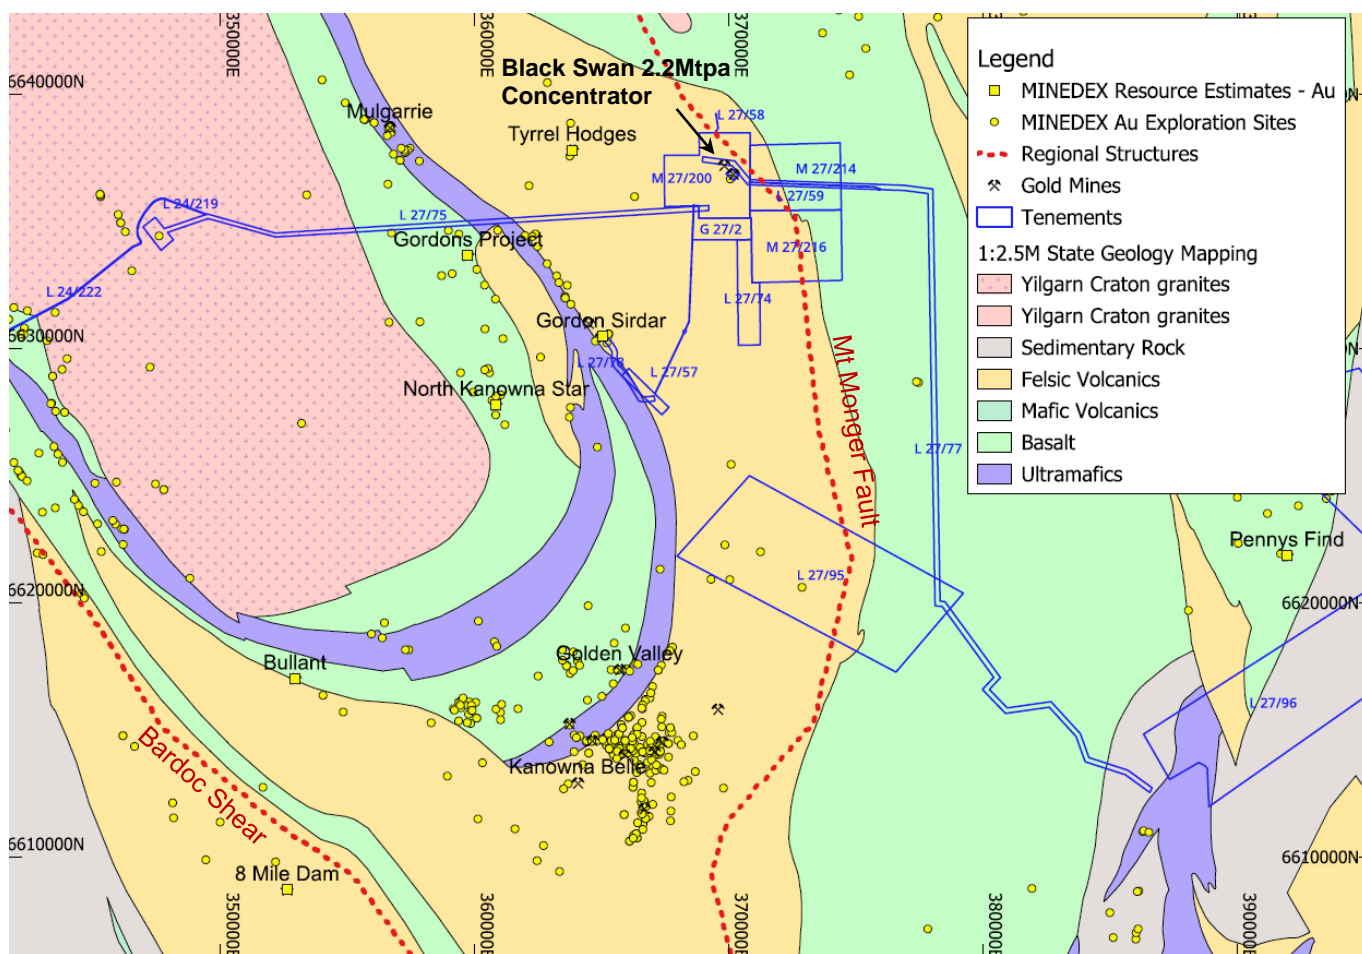 350000E
360000E
370000E
6640000N
Black Swan 2.2Mtpa
Concentrator
Mulgarrie
Tyrrel Hodges
L 27/58
M 27/200
M 27/214
L 27/59
L 24/219
L 27/75
G 27/2
M 27/216
Gordons Project
L 24/222
L 27/74
6630000N
Gordon Sirdar
L 27/78
L 27/57
North Kanowna Star
Mt Monger Fault
L 27/77
Legend
MINEDEX Resource Estimates - Au
MINEDEX Au Exploration Sites
Regional Structures
Gold Mines
Tenements
1:2.5M State Geology Mapping
Yilgarn Craton granites
Yilgarn Craton granites
Sedimentary Rock
Felsic Volcanics
Mafic Volcanics
Basalt
Ultramafics
Pennys Find
L 27/95
6620000N
6620000N
Bullant
Golden Valley
L 27/96
Bardoc Shear
Kanowna Belle
6610000N
6610000N
8 Mile Dam
350000E
360000E
370000E
380000E
390000E